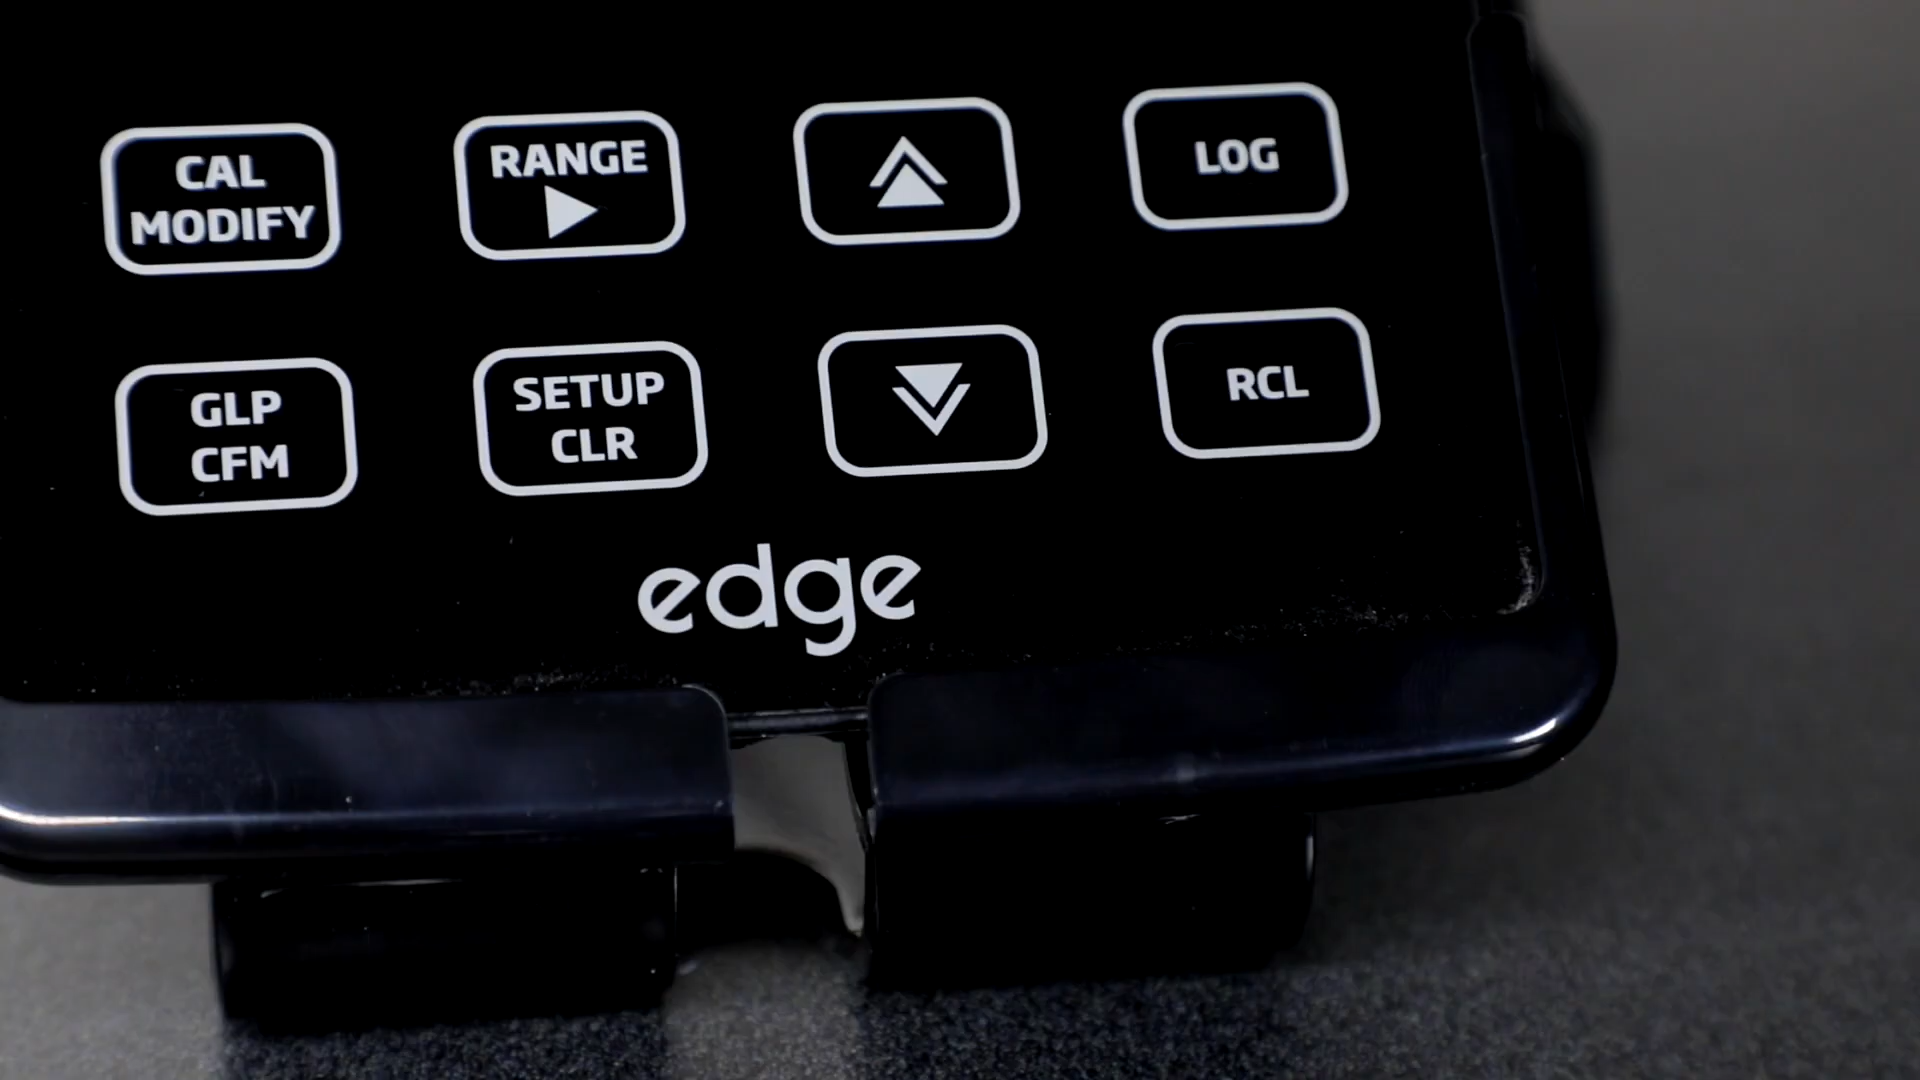 CAL
MODIFY
RANGE
LOG
GLP
CFM
SETUP
CLR
RCL
edge